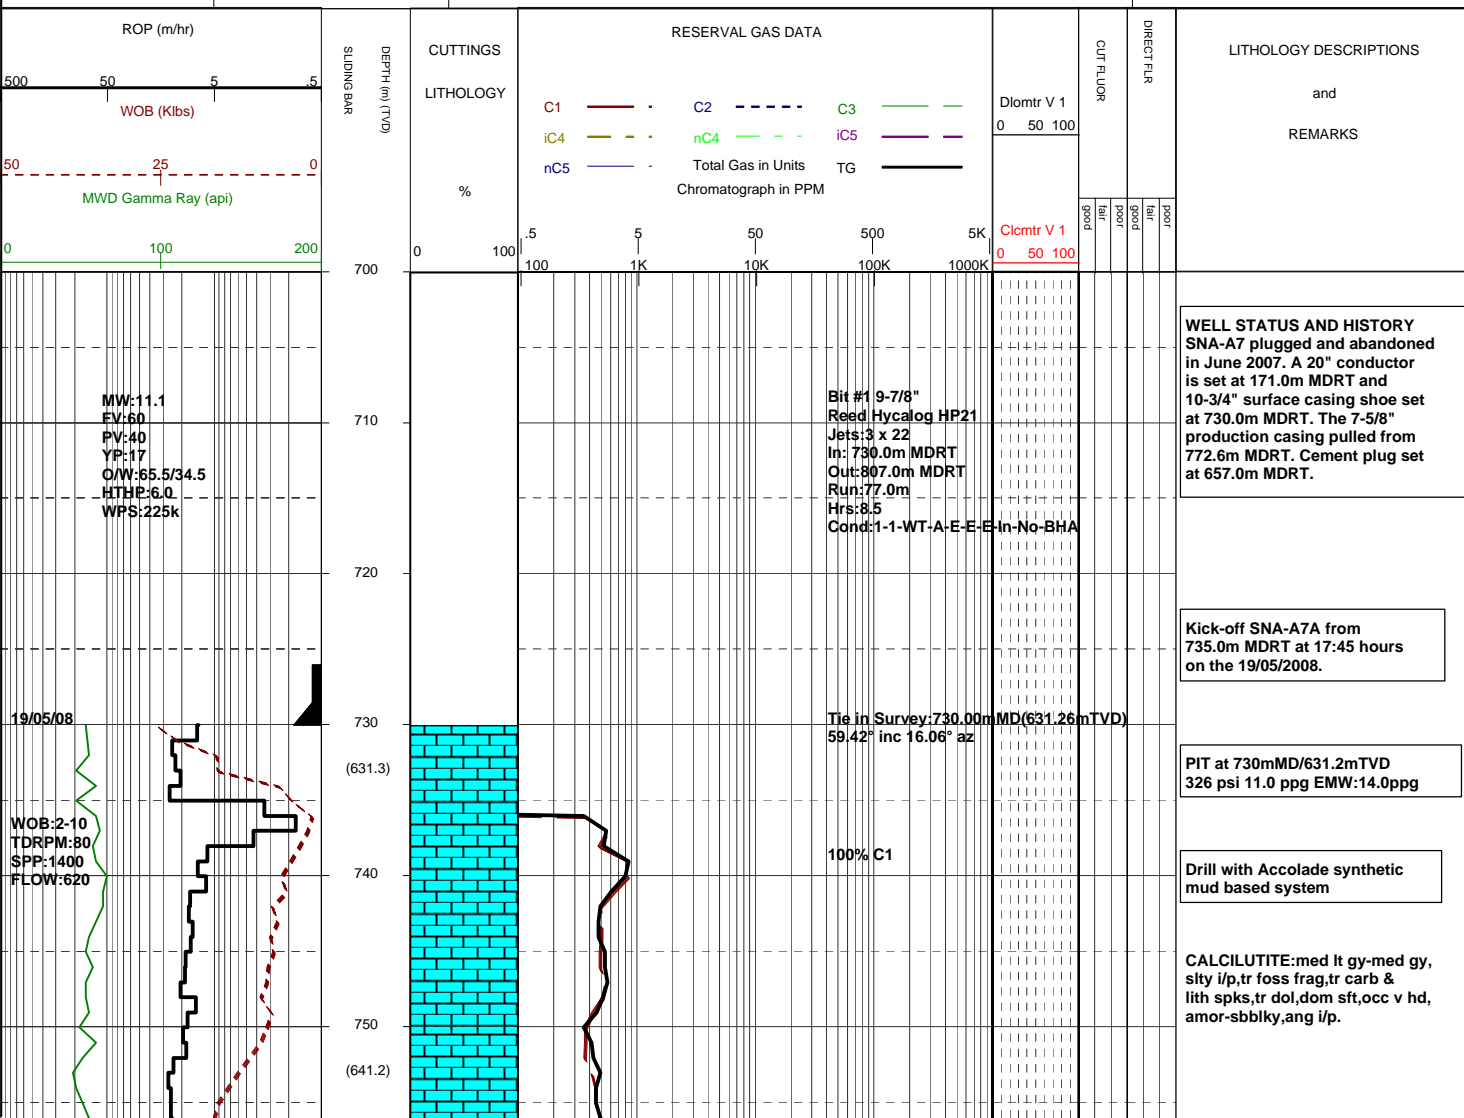 ROP (m/hr)
500 50 5 .5
WOB (Klbs)
50 25 0
MWD Gamma Ray (api)
0 100 200
SLIDING BAR
DEPTH (m) (TVD)
CUTTINGS
LITHOLOGY
%
0 100
RESERVAL GAS DATA
C1 C2 C3
iC4 nC4 iC5
nC5 Total Gas in Units TG
Chromatograph in PPM
.5 5 50 500 5K
100 1K 10K 100K 1000K
Dlomtr V 1
0 50 100
Clcmtr V 1
0 50 100
CUT FLUOR
DIRECT FLR
good fair poor good fair poor
LITHOLOGY DESCRIPTIONS
and
REMARKS
700
WELL STATUS AND HISTORY
SNA-A7 plugged and abandoned
in June 2007. A 20" conductor
is set at 171.0m MDRT and
10-3/4" surface casing shoe set
at 730.0m MDRT. The 7-5/8"
production casing pulled from
772.6m MDRT. Cement plug set
at 657.0m MDRT.
MW:11.1
FV:60
PV:40
YP:17
O/W:65.5/34.5
HTHP:6.0
WPS:225k
710
Bit #1 9-7/8"
Reed Hycalog HP21
Jets:3 x 22
In: 730.0m MDRT
Out:807.0m MDRT
Run:77.0m
Hrs:8.5
Cond:1-1-WT-A-E-E-E-In-No-BHA
720
Kick-off SNA-A7A from
735.0m MDRT at 17:45 hours
on the 19/05/2008.
19/05/08
730
Tie in Survey:730.00mMD(631.26mTVD)
59.42° inc 16.06° az
(631.3)
PIT at 730mMD/631.2mTVD
326 psi 11.0 ppg EMW:14.0ppg
WOB:2-10
TDRPM:80
SPP:1400
FLOW:620
100% C1
740
Drill with Accolade synthetic
mud based system
CALCILUTITE:med lt gy-med gy,
slty i/p,tr foss frag,tr carb &
lith spks,tr dol,dom sft,occ v hd,
amor-sbblky,ang i/p.
750
(641.2)